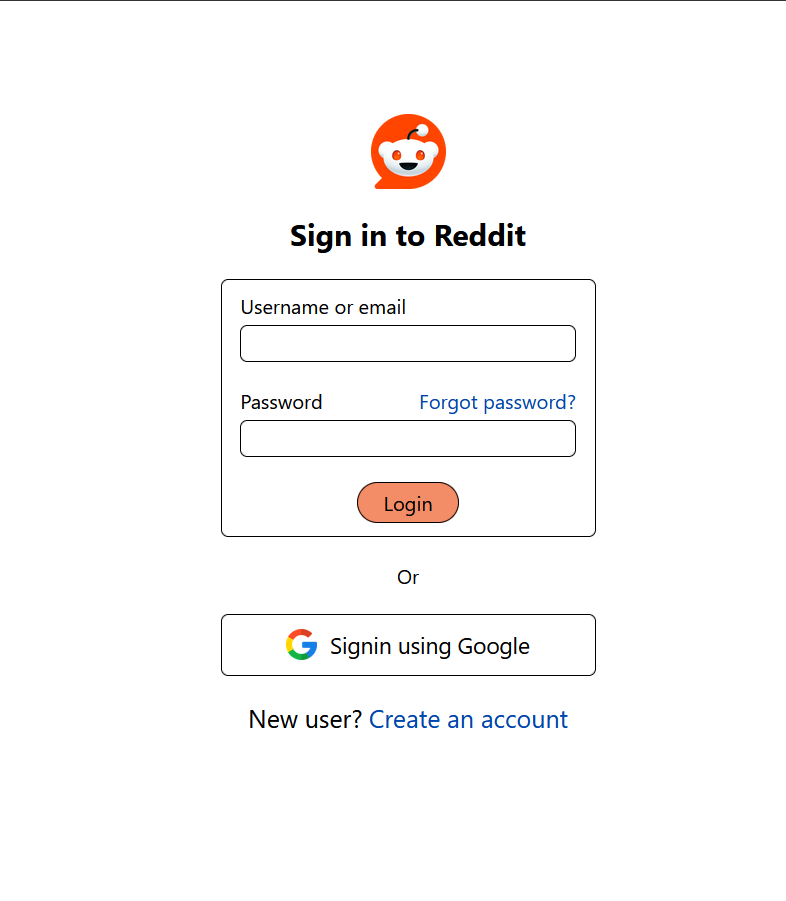 Sign in to Reddit
Username or email
Password Forgot password?
Login
Or
Signin using Google
New user? Create an account